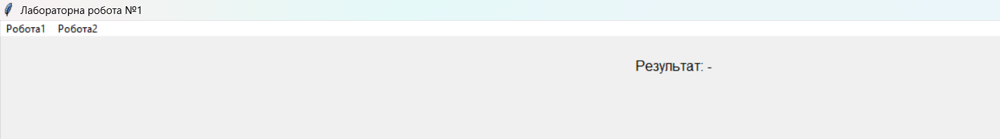 Лабораторна робота №1
Робота1 Робота2
Результат: -